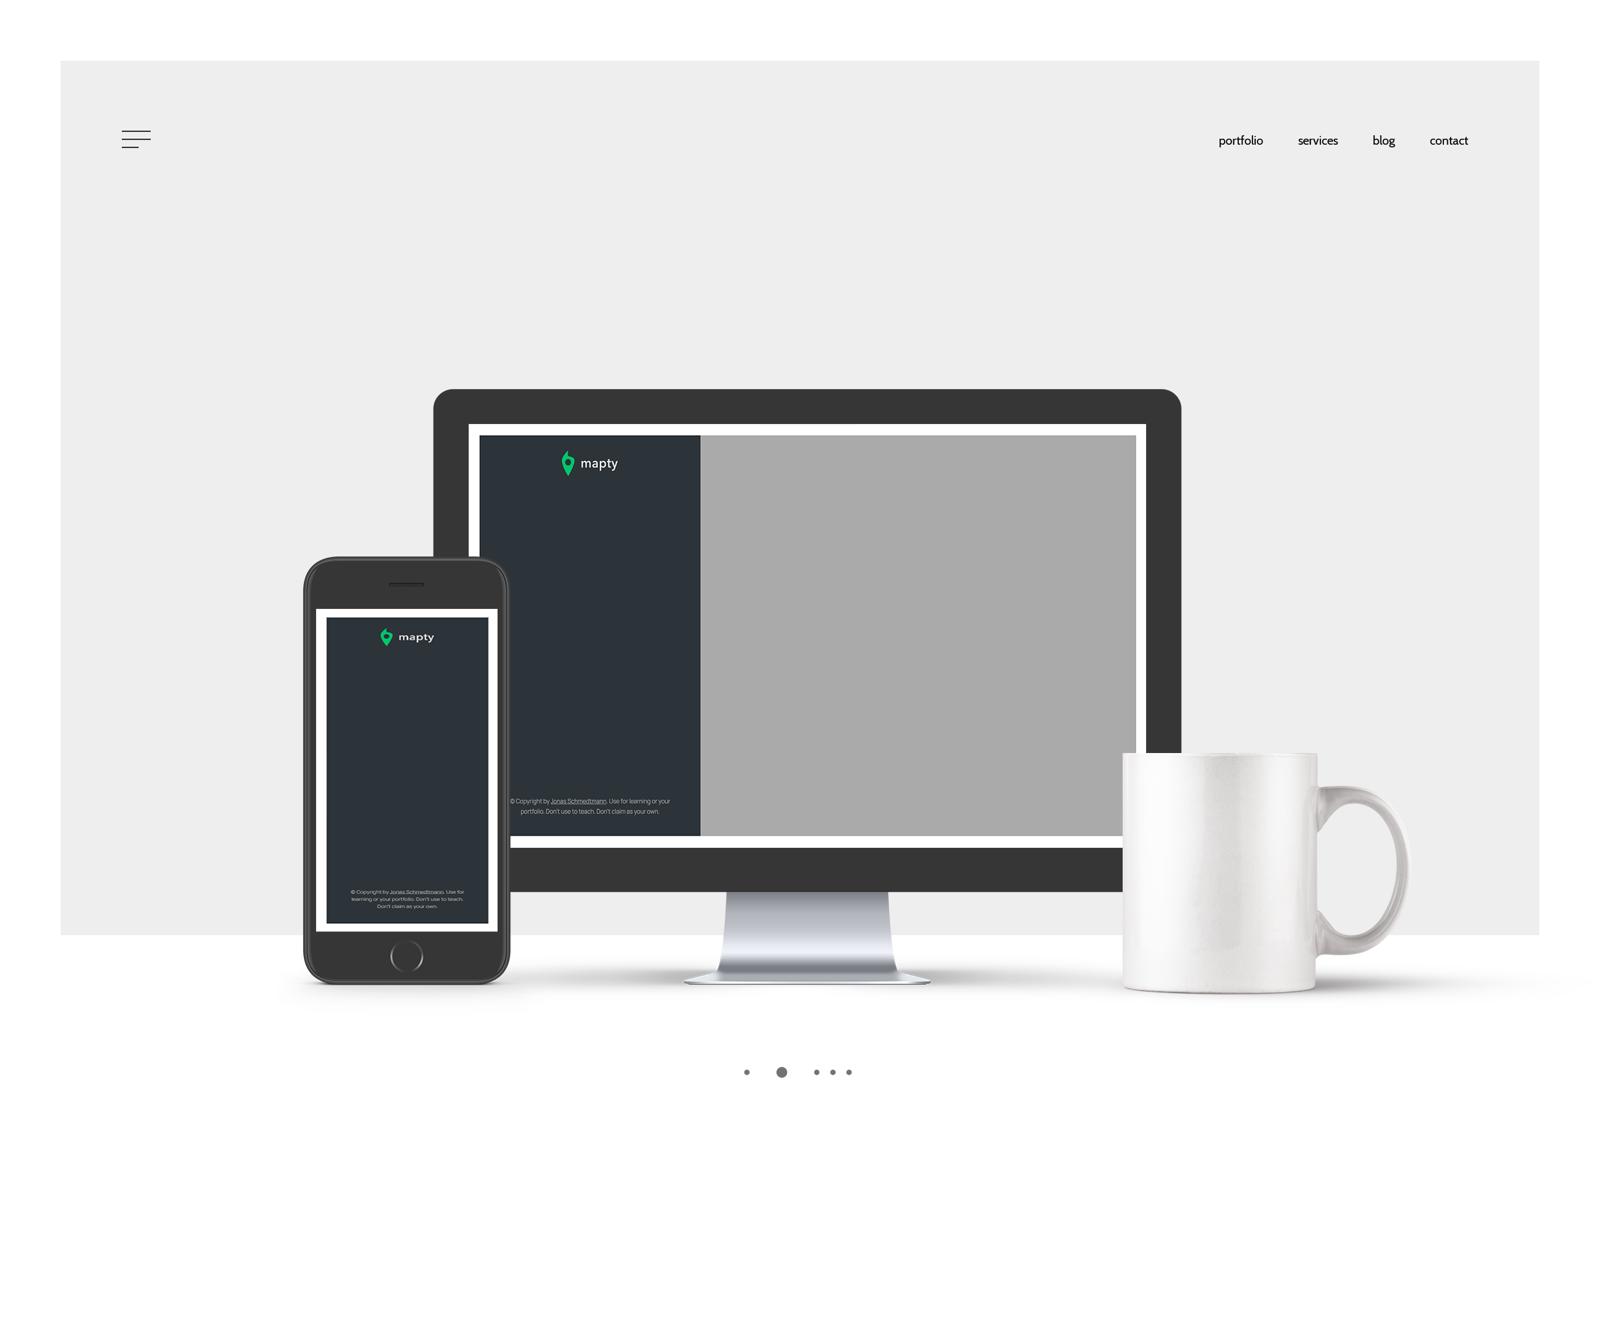 portfolio services blog contact
mapty
© Copyright by Jonas Schmedtmann. Use for learning or your
portfolio. Don't use to teach. Don't claim as your own.
mapty
© Copyright by Jonas Schmedtmann. Use for
learning or your portfolio. Don't use to teach.
Don't claim as your own.